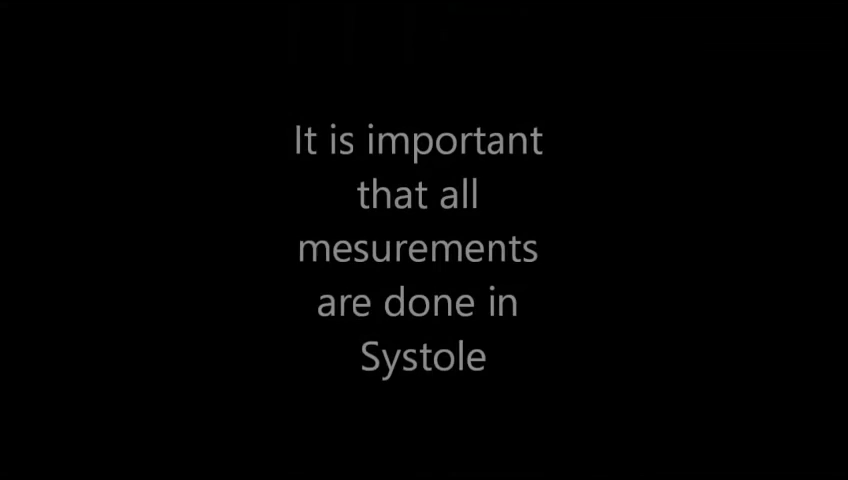 It is important
that all
mesurements
are done in
Systole